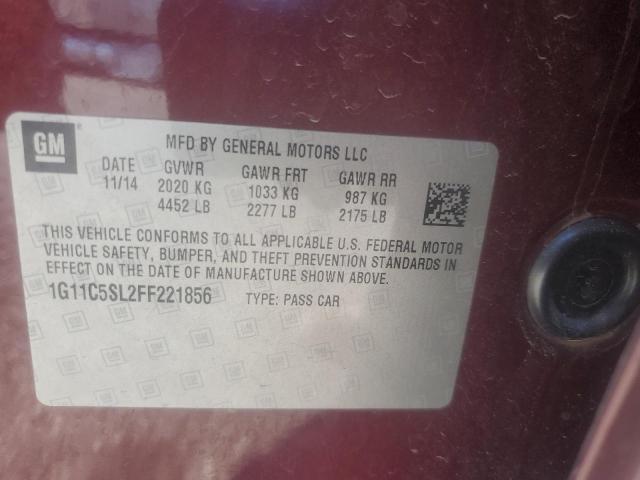 GM
MFD BY GENERAL MOTORS LLC
DATE GVWR GAWR FRT GAWR RR
11/14 2020 KG 1033 KG 987 KG
4452 LB 2277 LB 2175 LB
THIS VEHICLE CONFORMS TO ALL APPLICABLE U.S. FEDERAL MOTOR
VEHICLE SAFETY, BUMPER, AND THEFT PREVENTION STANDARDS IN
EFFECT ON THE DATE OF MANUFACTURE SHOWN ABOVE.
1G11C5SL2FF221856 TYPE: PASS CAR